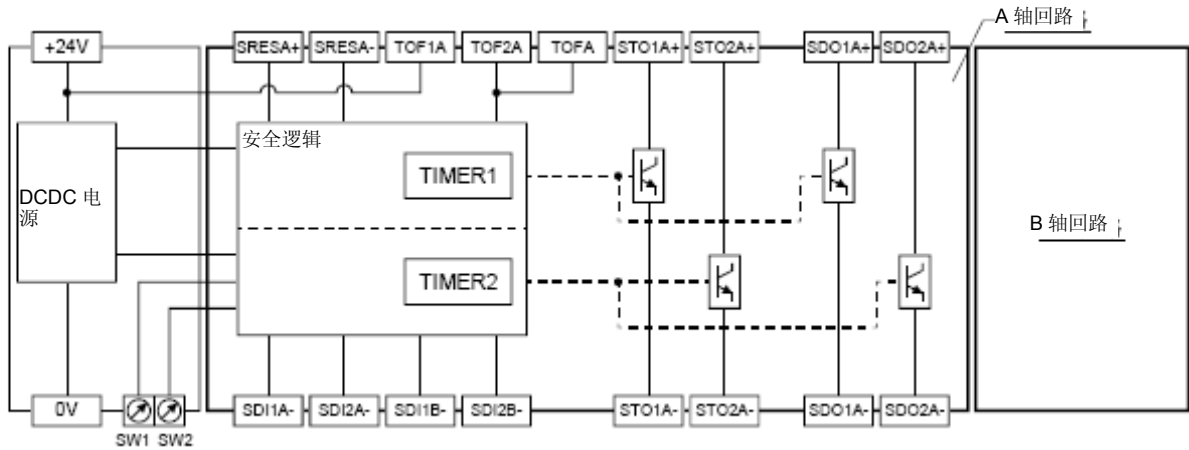 A 轴回路
+24V
SRESA+ SRESA- TOF1A TOF2A TOFA STO1A+ STO2A+ SDO1A+ SDO2A+
安全逻辑
TIMER1
DCDC 电
源
B 轴回路
TIMER2
0V
SDI1A- SDI2A- SDI1B- SDI2B- STO1A- STO2A- SDO1A- SDO2A-
SW1 SW2